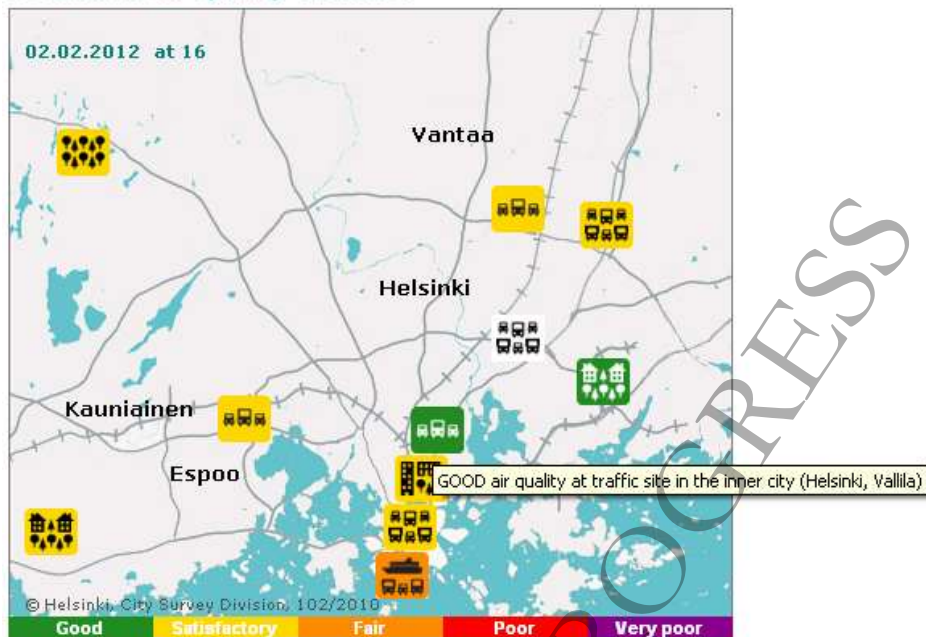 02.02.2012 at 16
Vantaa
Helsinki
Kauniainen
Espoo
GOOD air quality at traffic site in the inner city (Helsinki, Vallila)
© Helsinki, City Survey Division, 102/2010
Good Satisfactory Fair Poor Very poor
OGRESS